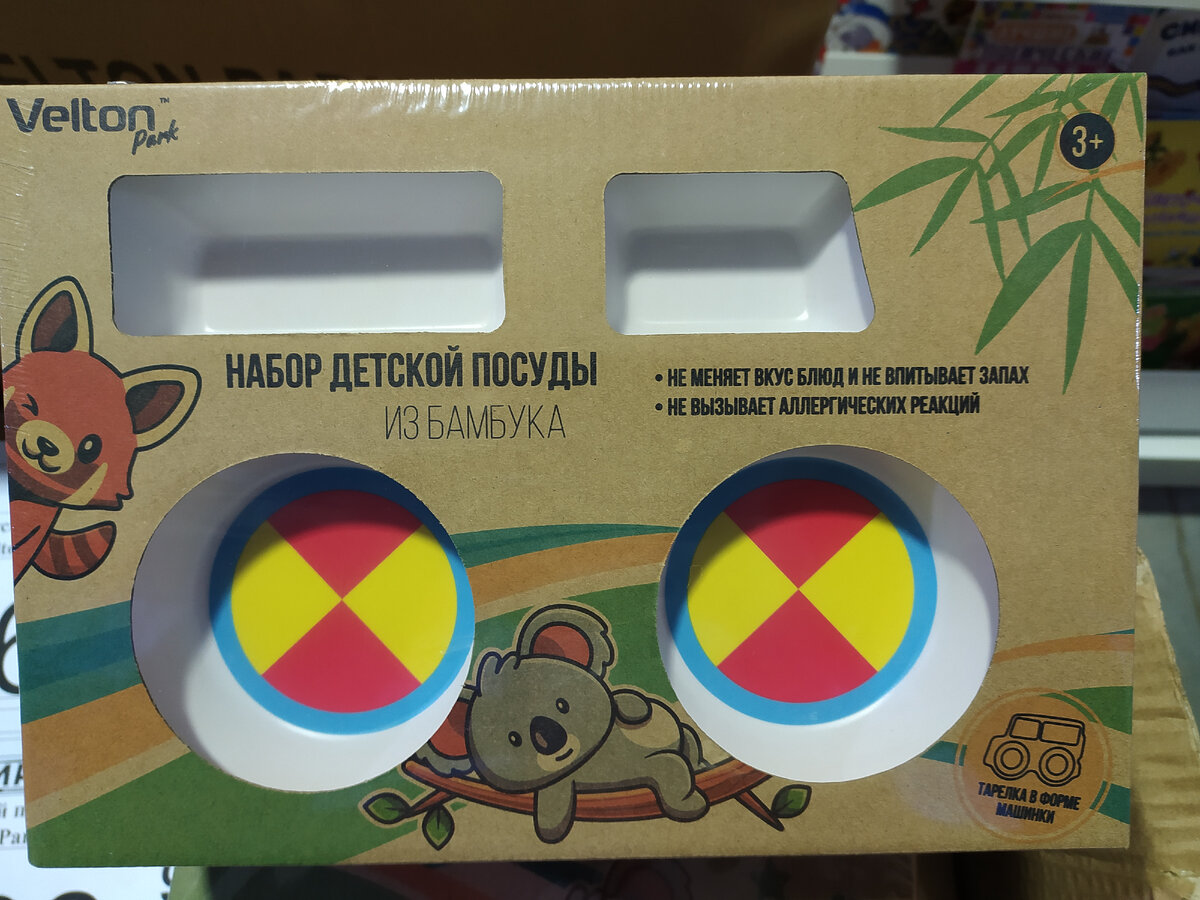 Velton™
Park
3+
НАБОР ДЕТСКОЙ ПОСУДЫ
ИЗ БАМБУКА
• НЕ МЕНЯЕТ ВКУС БЛЮД И НЕ ВПИТЫВАЕТ ЗАПАХ
• НЕ ВЫЗЫВАЕТ АЛЛЕРГИЧЕСКИХ РЕАКЦИЙ
ТАРЕЛКА В ФОРМЕ
МАШИНКИ